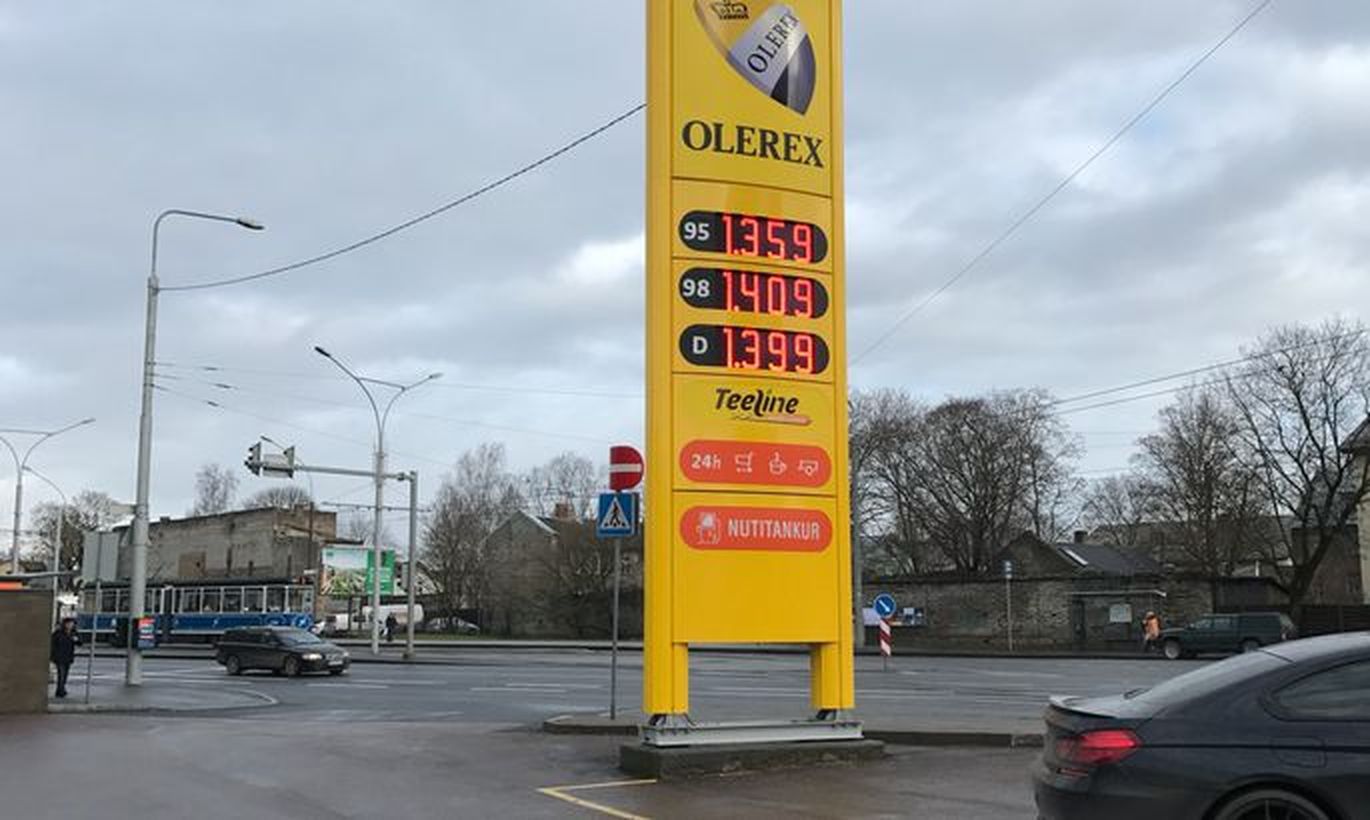 OLEREX
OLEREX
95 1.359
98 1.409
D 1.399
Teeline
24h
NUTITANKUR